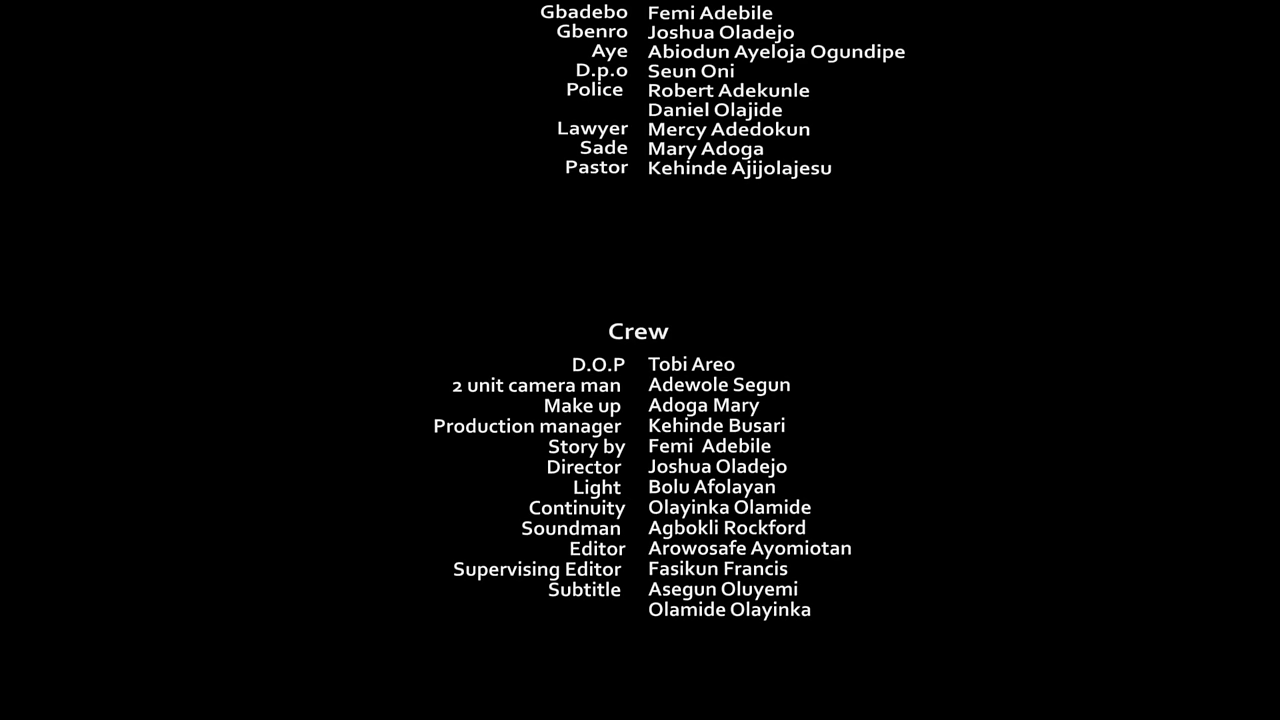 Gbadebo Femi Adebile
Gbenro Joshua Oladejo
Aye Abiodun Ayeloja Ogundipe
D.p.o Seun Oni
Police Robert Adekunle
Daniel Olajide
Lawyer Mercy Adedokun
Sade Mary Adoga
Pastor Kehinde Ajijolajesu
Crew
D.O.P Tobi Areo
2 unit camera man Adewole Segun
Make up Adoga Mary
Production manager Kehinde Busari
Story by Femi Adebile
Director Joshua Oladejo
Light Bolu Afolayan
Continuity Olayinka Olamide
Soundman Agbokli Rockford
Editor Arowosafe Ayomiotan
Supervising Editor Fasikun Francis
Subtitle Asegun Oluyemi
Olamide Olayinka